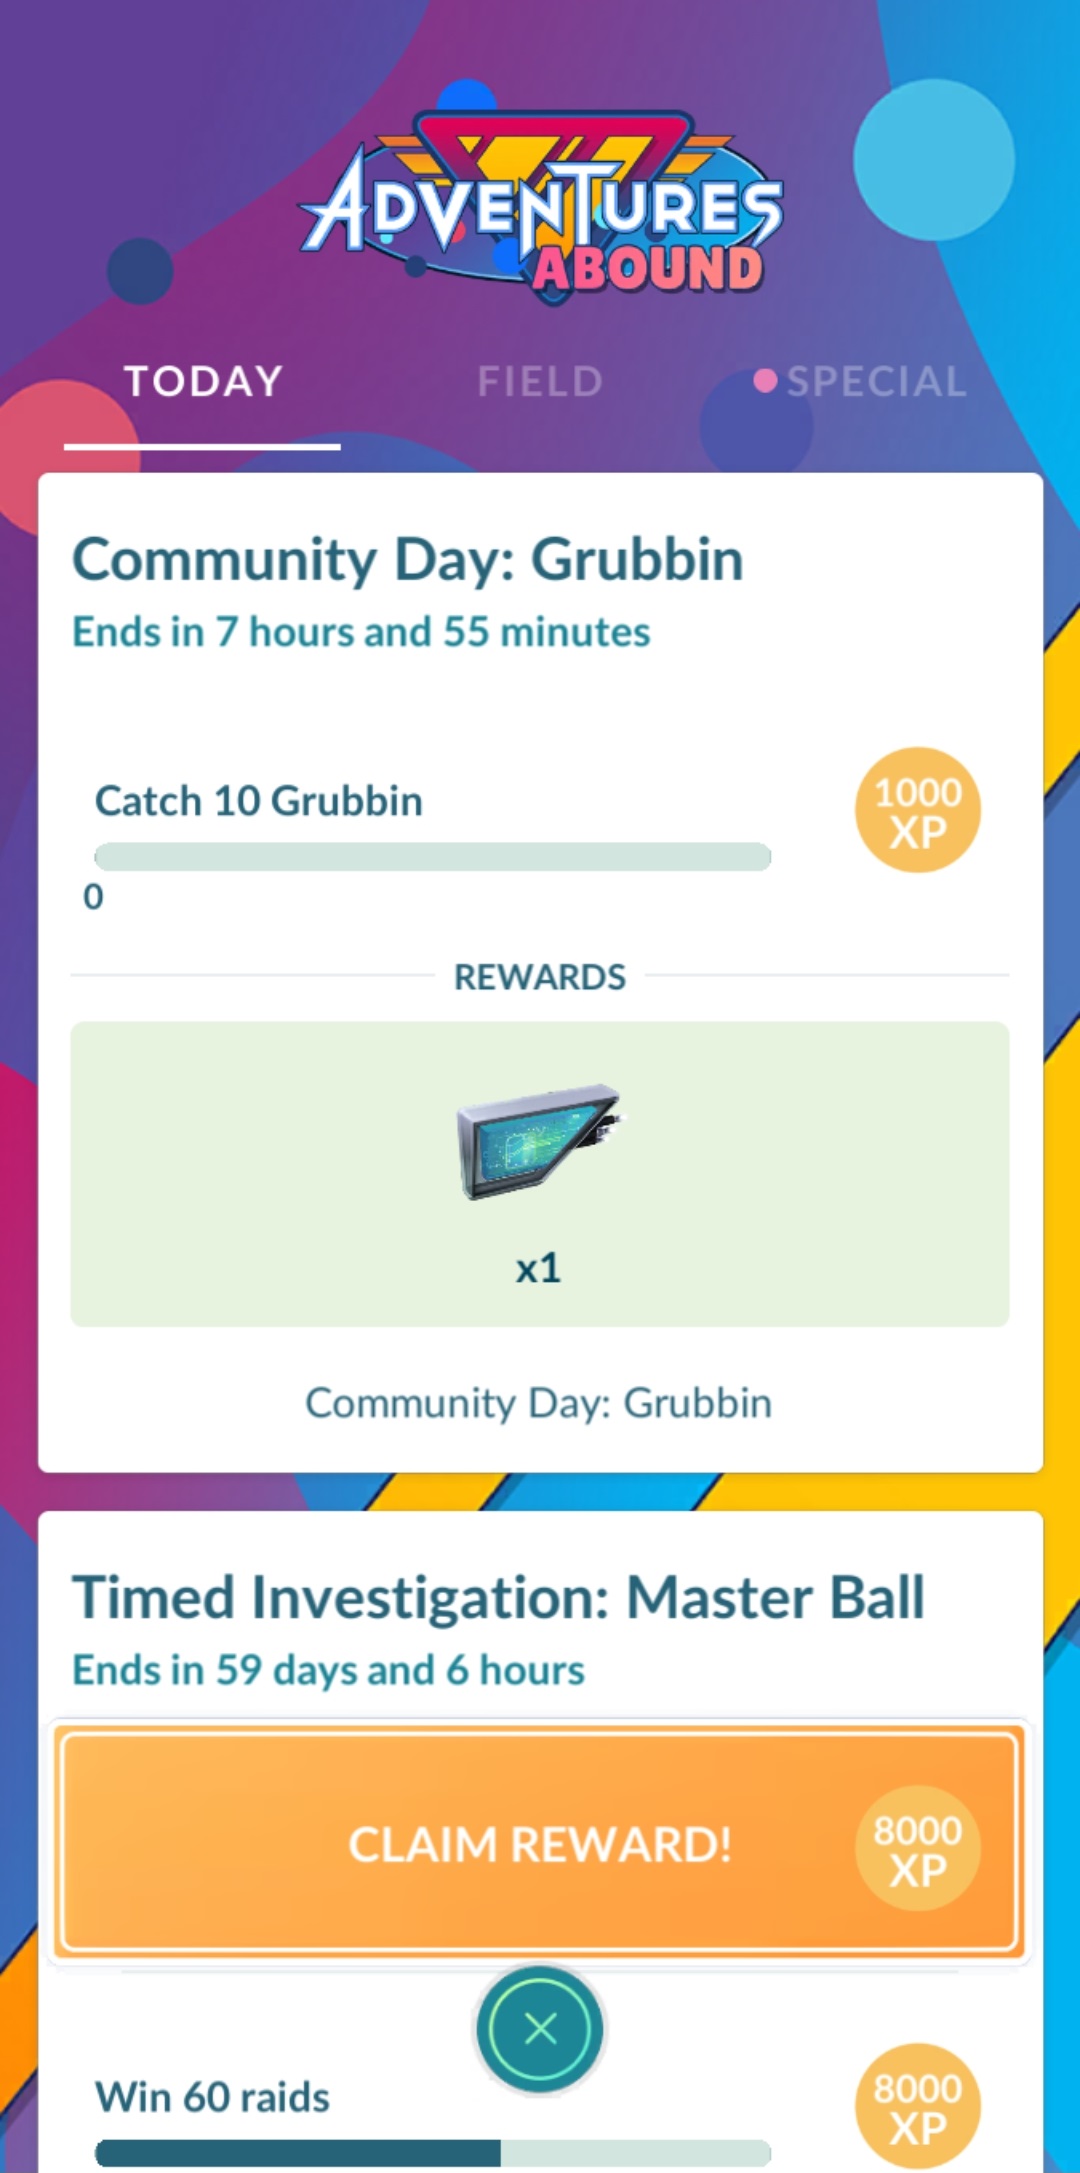 ADVENTURES
ABOUND
TODAY
FIELD
SPECIAL
Community Day: Grubbin
Ends in 7 hours and 55 minutes
Catch 10 Grubbin
1000
XP
0
REWARDS
x1
Community Day: Grubbin
Timed Investigation: Master Ball
Ends in 59 days and 6 hours
CLAIM REWARD!
8000
XP
Win 60 raids
8000
XP